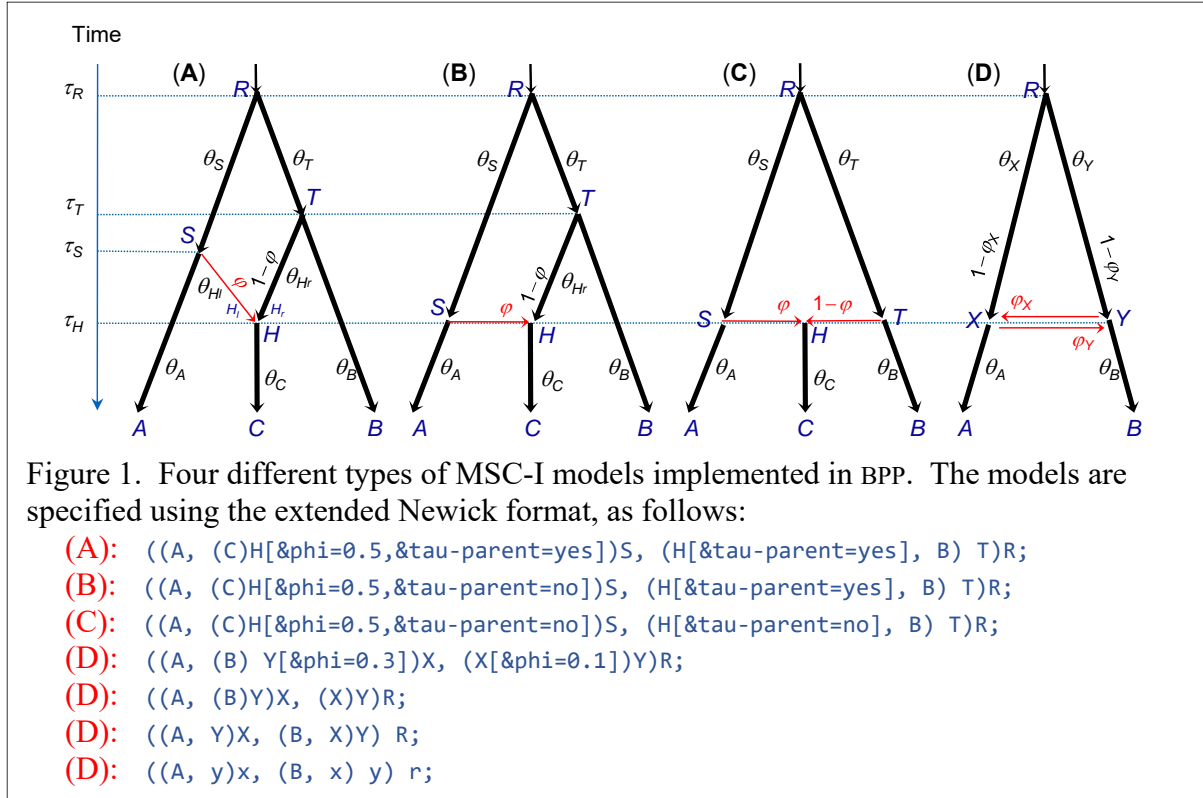 Time
(A) (B) (C) (D)
τR R R R R
θS θT θS θT θS θT θX θY
τT T T
τS S
φ 1−φ 1−φ 1−φX 1−φY
θHl θHr θHr
Hl Hr
τH H S φ H S φ 1−φ T X φX Y
H φY
θA θC θB θA θC θB θA θC θB θA θB
A C B A C B A C B A B
Figure 1. Four different types of MSC-I models implemented in BPP. The models are
specified using the extended Newick format, as follows:
(A): ((A, (C)H[&phi=0.5,&tau-parent=yes])S, (H[&tau-parent=yes], B) T)R;
(B): ((A, (C)H[&phi=0.5,&tau-parent=no])S, (H[&tau-parent=yes], B) T)R;
(C): ((A, (C)H[&phi=0.5,&tau-parent=no])S, (H[&tau-parent=no], B) T)R;
(D): ((A, (B) Y[&phi=0.3])X, (X[&phi=0.1])Y)R;
(D): ((A, (B)Y)X, (X)Y)R;
(D): ((A, Y)X, (B, X)Y) R;
(D): ((A, y)x, (B, x) y) r;